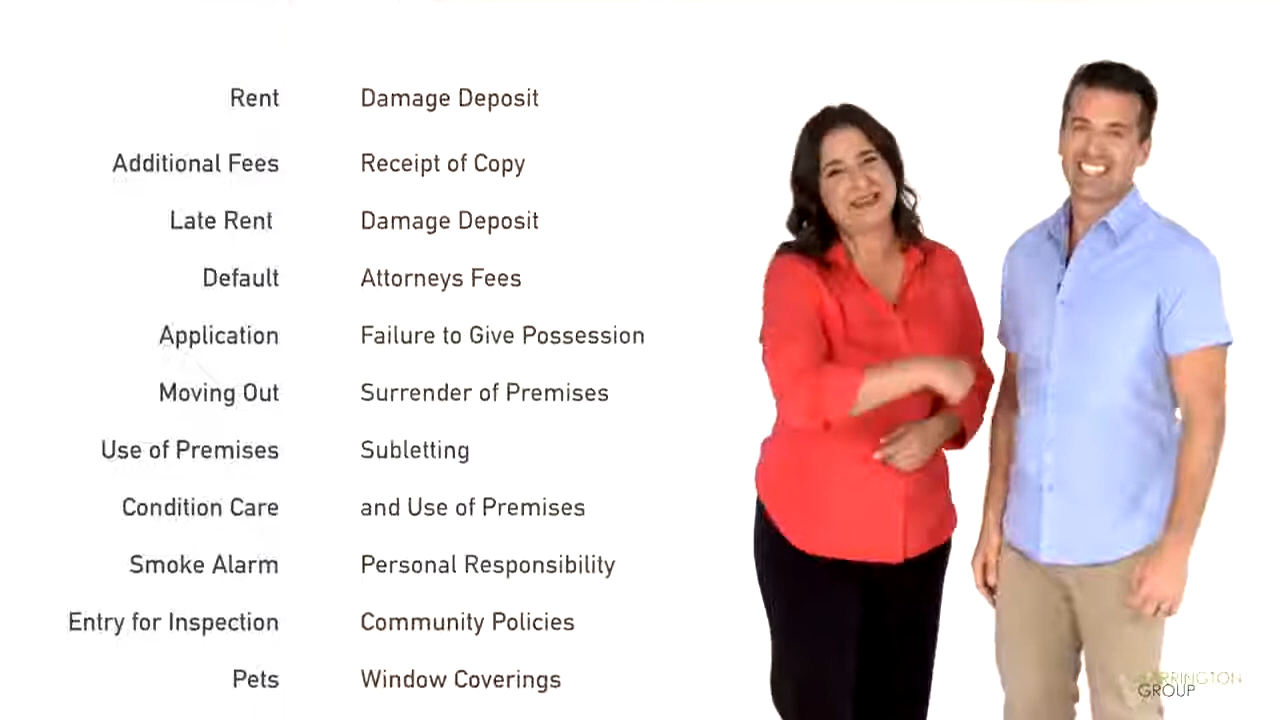 Rent Damage Deposit
Additional Fees Receipt of Copy
Late Rent Damage Deposit
Default Attorneys Fees
Application Failure to Give Possession
Moving Out Surrender of Premises
Use of Premises Subletting
Condition Care and Use of Premises
Smoke Alarm Personal Responsibility
Entry for Inspection Community Policies
Pets Window Coverings
GROUP